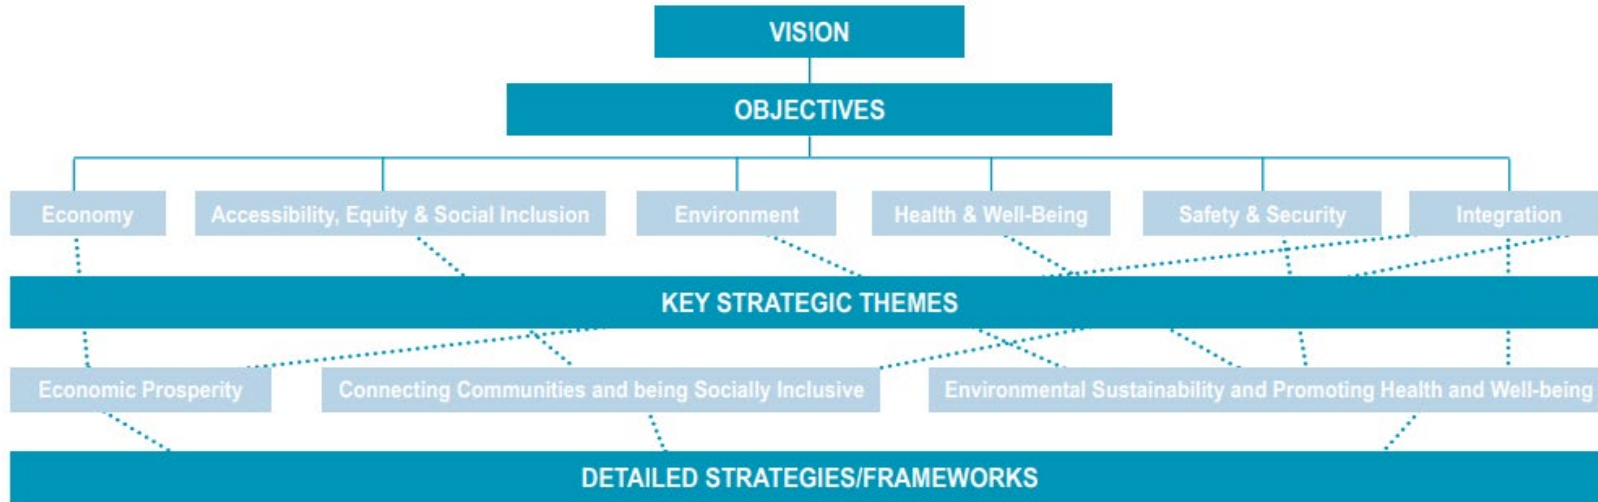 VISION
OBJECTIVES
Economy
Accessibility, Equity & Social Inclusion
Environment
Health & Well-Being
Safety & Security
Integration
KEY STRATEGIC THEMES
Economic Prosperity
Connecting Communities and being Socially Inclusive
Environmental Sustainability and Promoting Health and Well-being
DETAILED STRATEGIES/FRAMEWORKS